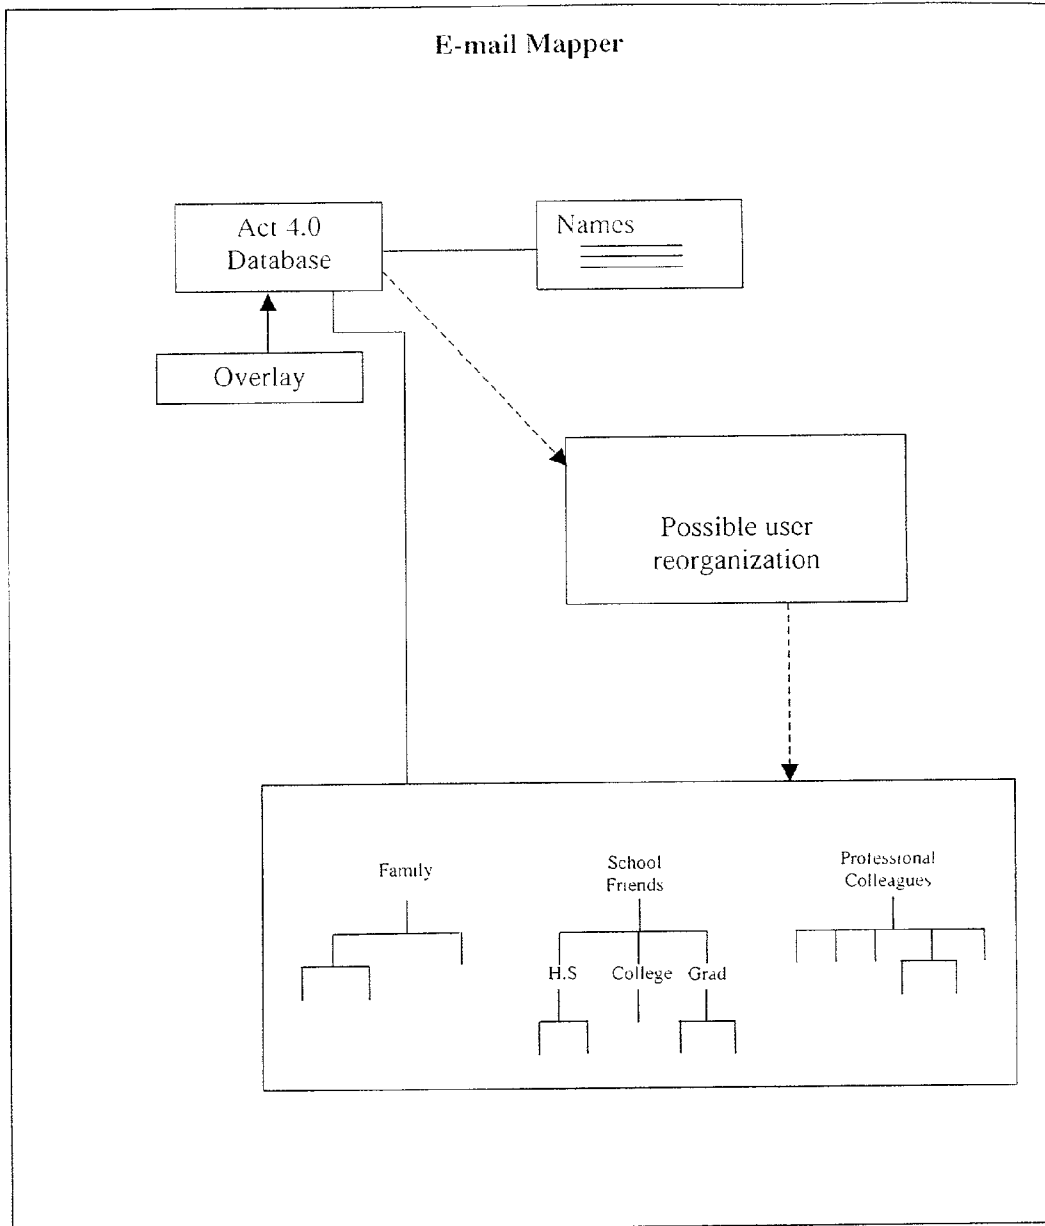 E-mail Mapper
Act 4.0
Database
Names
Overlay
Possible user
reorganization
Family
School
Friends
Professional
Colleagues
H.S
College
Grad